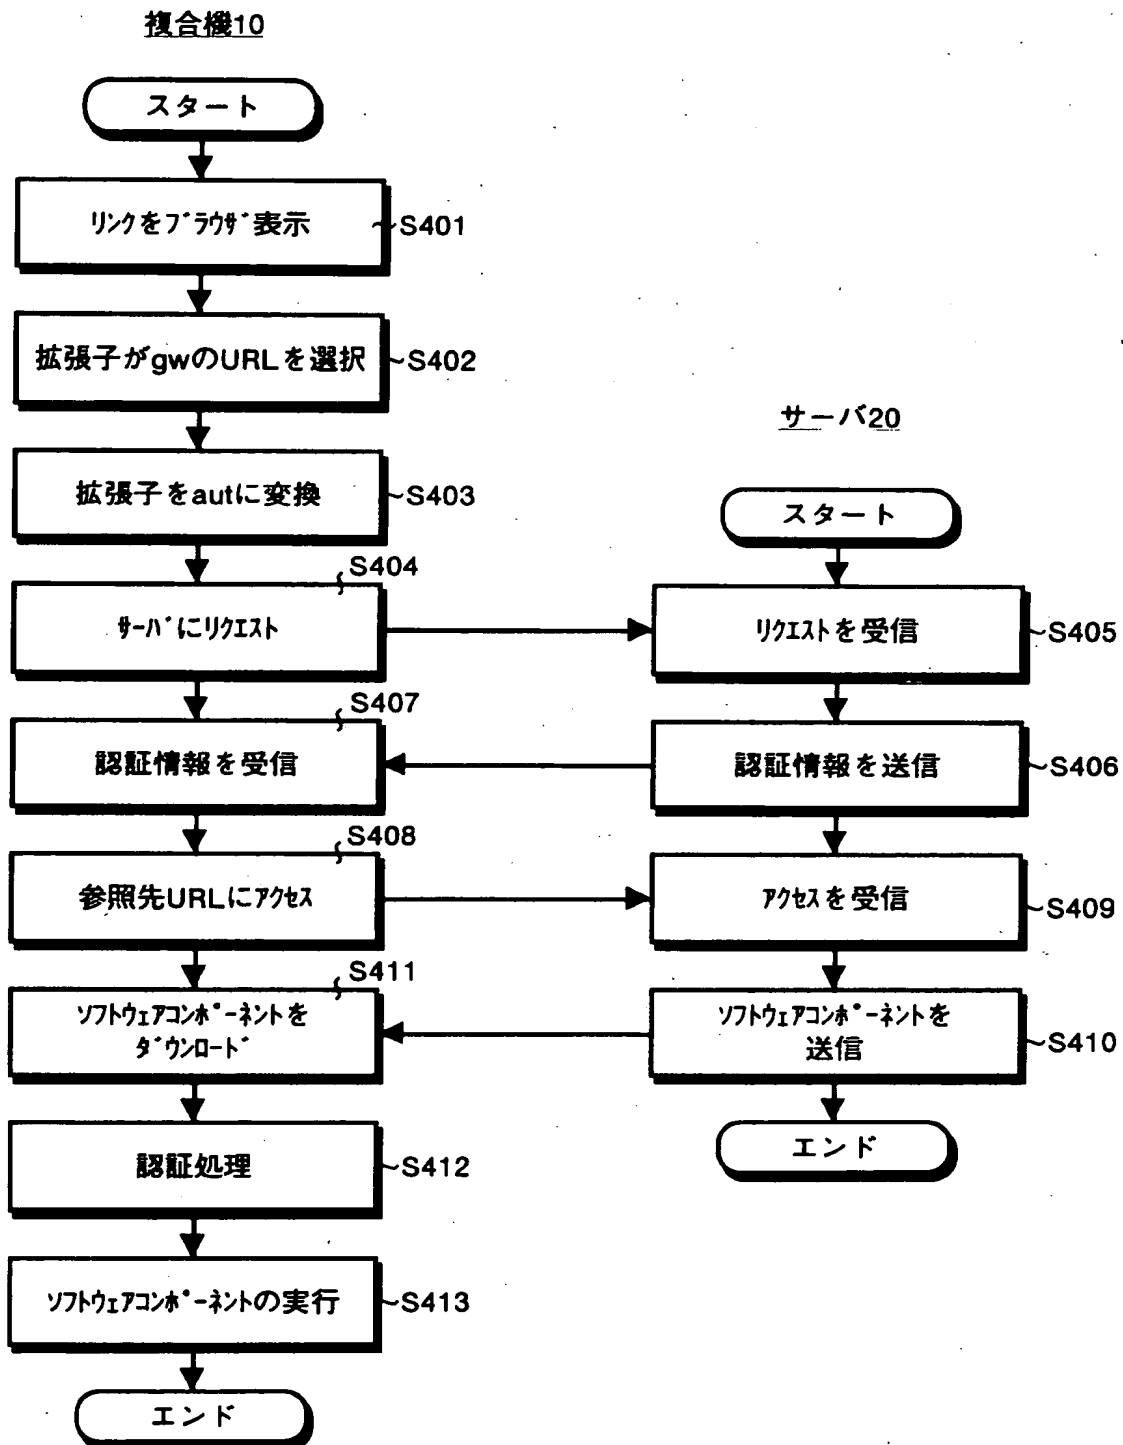 複合機10
スタート
リンクをブラウザ表示
S401
拡張子がgwのURLを選択
S402
拡張子をautに変換
S403
S404
サーバにリクエスト
S407
認証情報を受信
S408
参照先URLにアクセス
S411
ソフトウェアコンポーネントを
ダウンロード
認証処理
S412
ソフトウェアコンポーネントの実行
S413
エンド
サーバ20
スタート
リクエストを受信
S405
認証情報を送信
S406
アクセスを受信
S409
ソフトウェアコンポーネントを
送信
S410
エンド